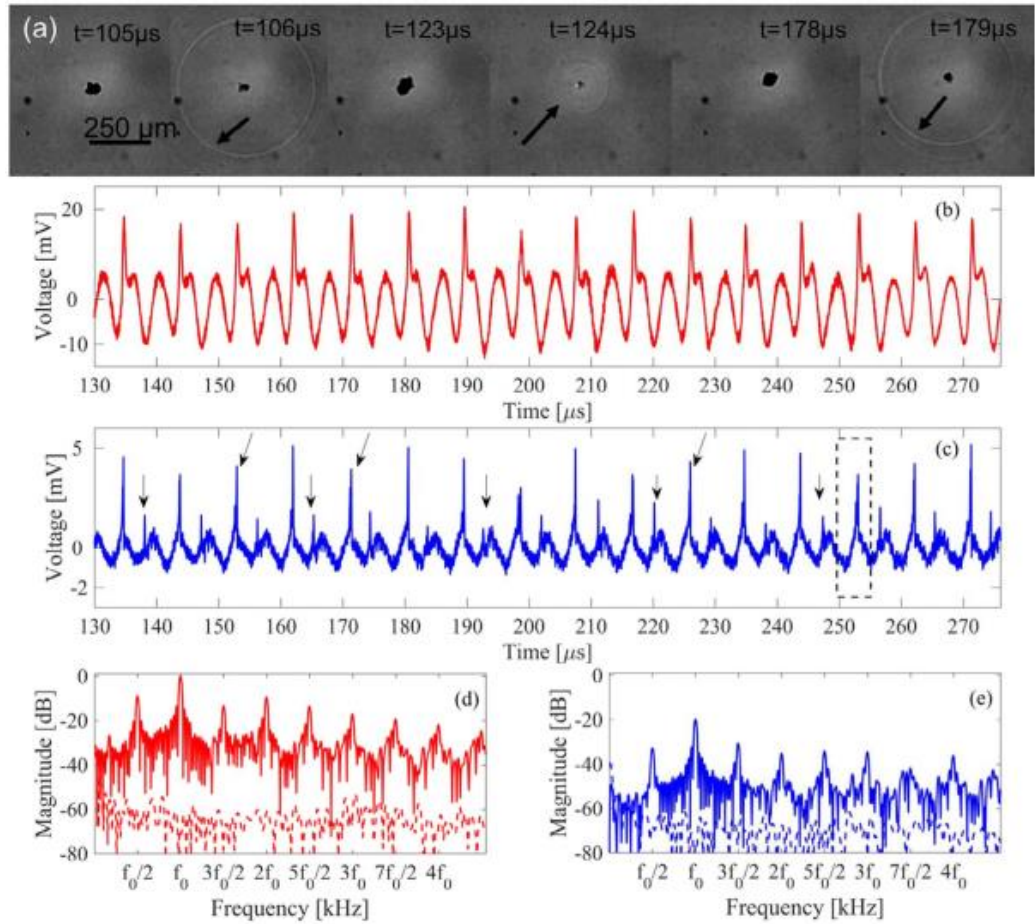 (a) t=105μs t=106μs t=123μs t=124μs t=178μs t=179μs
250 μm
(b)
Voltage [mV]
20
0
-10
130 140 150 160 170 180 190 200 210 220 230 240 250 260 270
Time [μs]
(c)
Voltage [mV]
5
0
-2
130 140 150 160 170 180 190 200 210 220 230 240 250 260 270
Time [μs]
(d)
Magnitude [dB]
0
-20
-40
-60
-80
f₀/2 f₀ 3f₀/2 2f₀ 5f₀/2 3f₀ 7f₀/2 4f₀
Frequency [kHz]
(e)
Magnitude [dB]
0
-20
-40
-60
-80
f₀/2 f₀ 3f₀/2 2f₀ 5f₀/2 3f₀ 7f₀/2 4f₀
Frequency [kHz]